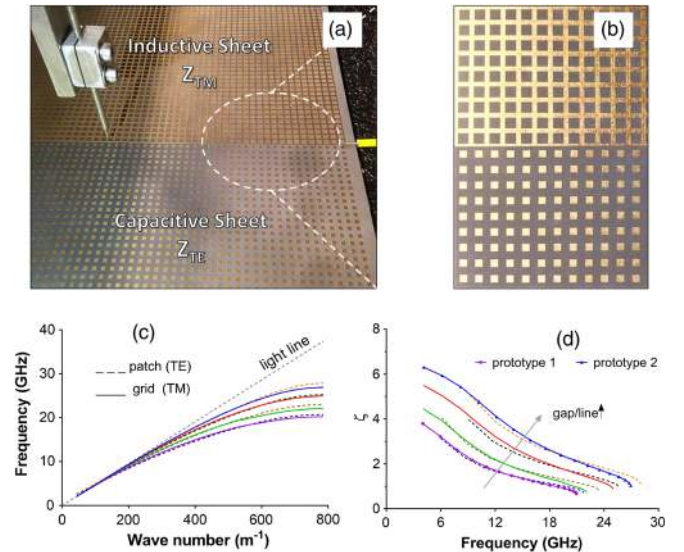 (a)
Inductive Sheet
Z_TM
Capacitive Sheet
Z_TE
(b)
(c)
40
30
20
10
0
0
200
400
600
800
Frequency (GHz)
Wave number (m⁻¹)
patch (TE)
grid (TM)
light line
(d)
8
6
4
2
0
0
6
12
18
24
30
ζ
Frequency (GHz)
prototype 1
prototype 2
gap/line